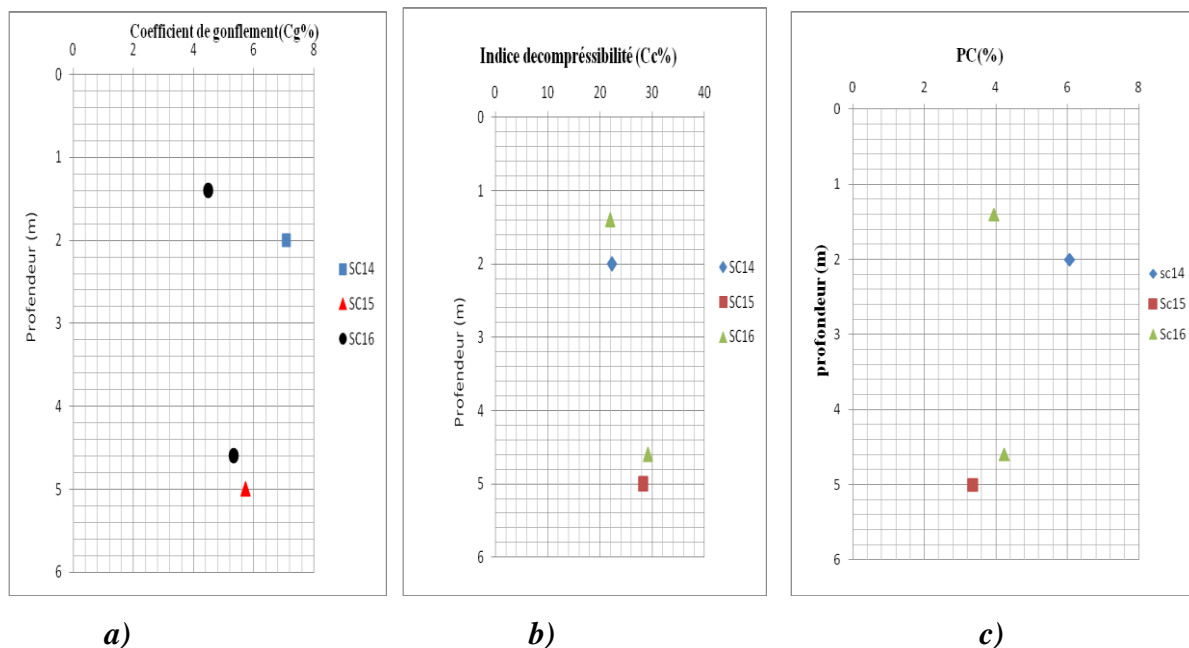 Coefficient de gonflement(Cg%)
0 2 4 6 8
0
1
2
3
4
5
6
Profendeur (m)
SC14
SC15
SC16
a)
Indice decompréssibilité (Cc%)
0 10 20 30 40
0
1
2
3
4
5
6
Profendeur (m)
SC14
SC15
SC16
b)
PC(%)
0 2 4 6 8
0
1
2
3
4
5
6
profondeur (m)
sc14
Sc15
Sc16
c)